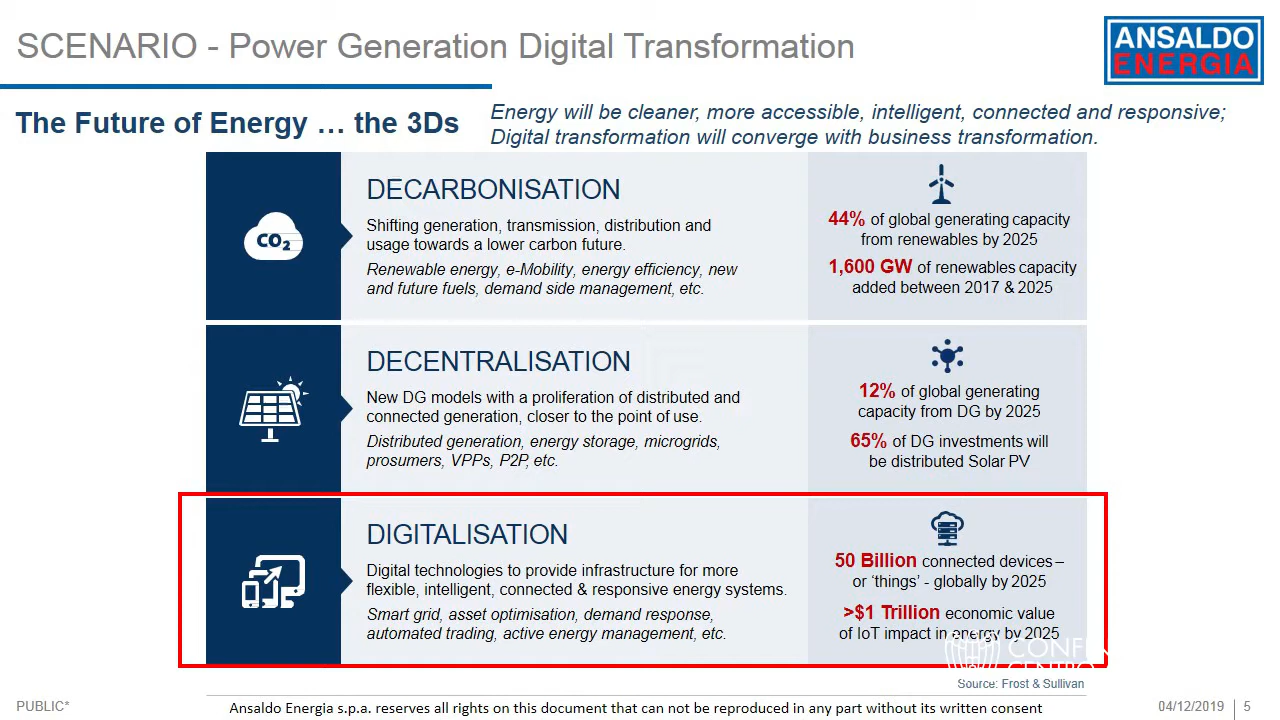 SCENARIO - Power Generation Digital Transformation
ANSALDO
ENERGIA
The Future of Energy … the 3Ds
Energy will be cleaner, more accessible, intelligent, connected and responsive;
Digital transformation will converge with business transformation.
CO2
DECARBONISATION
Shifting generation, transmission, distribution and
usage towards a lower carbon future.
Renewable energy, e-Mobility, energy efficiency, new
and future fuels, demand side management, etc.
44% of global generating capacity
from renewables by 2025
1,600 GW of renewables capacity
added between 2017 & 2025
DECENTRALISATION
New DG models with a proliferation of distributed and
connected generation, closer to the point of use.
Distributed generation, energy storage, microgrids,
prosumers, VPPs, P2P, etc.
12% of global generating
capacity from DG by 2025
65% of DG investments will
be distributed Solar PV
DIGITALISATION
Digital technologies to provide infrastructure for more
flexible, intelligent, connected & responsive energy systems.
Smart grid, asset optimisation, demand response,
automated trading, active energy management, etc.
50 Billion connected devices –
or ‘things’ - globally by 2025
>$1 Trillion economic value
of IoT impact in energy by 2025
Source: Frost & Sullivan
PUBLIC*
Ansaldo Energia s.p.a. reserves all rights on this document that can not be reproduced in any part without its written consent
04/12/2019 | 5